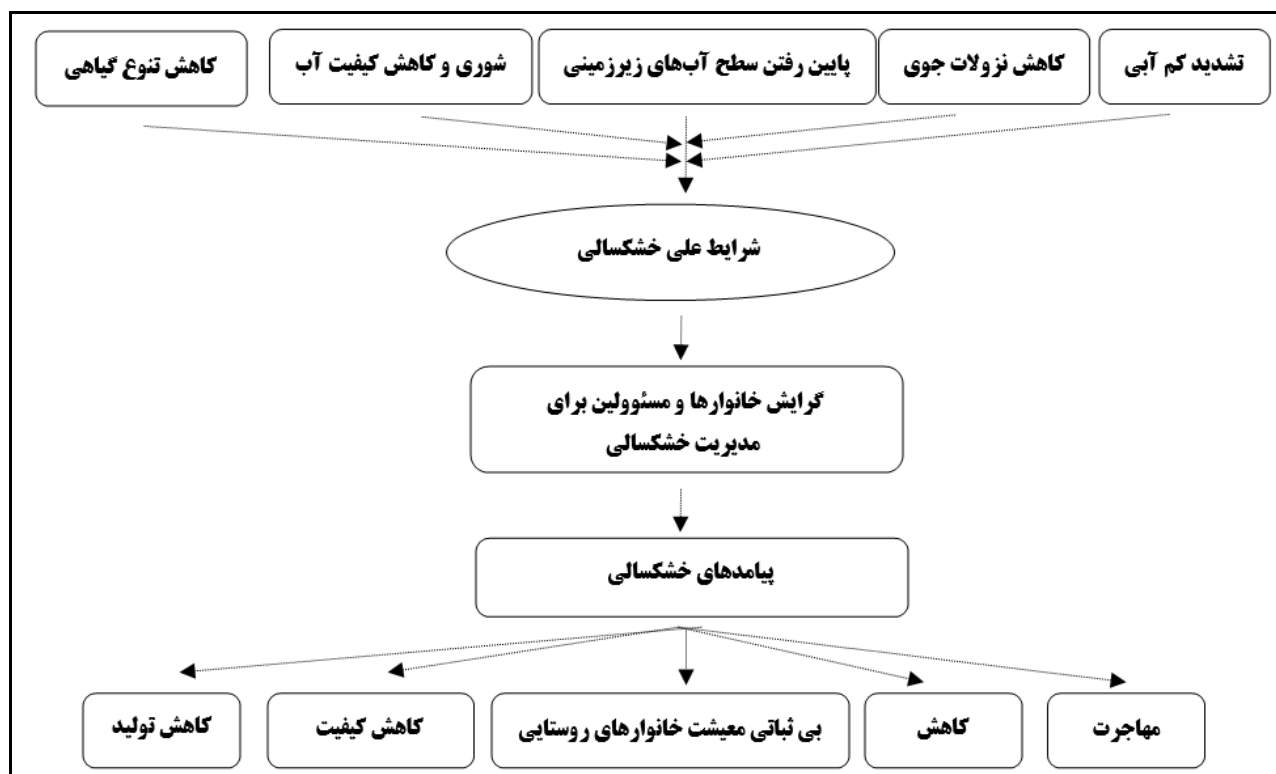 تشدید کم آبی
کاهش نزولات جوی
پایین رفتن سطح آب‌های زیرزمینی
شوری و کاهش کیفیت آب
کاهش تنوع گیاهی
شرایط علی خشکسالی
گرایش خانوارها و مسئوولین برای
مدیریت خشکسالی
پیامدهای خشکسالی
مهاجرت
کاهش
بی ثباتی معیشت خانوارهای روستایی
کاهش کیفیت
کاهش تولید